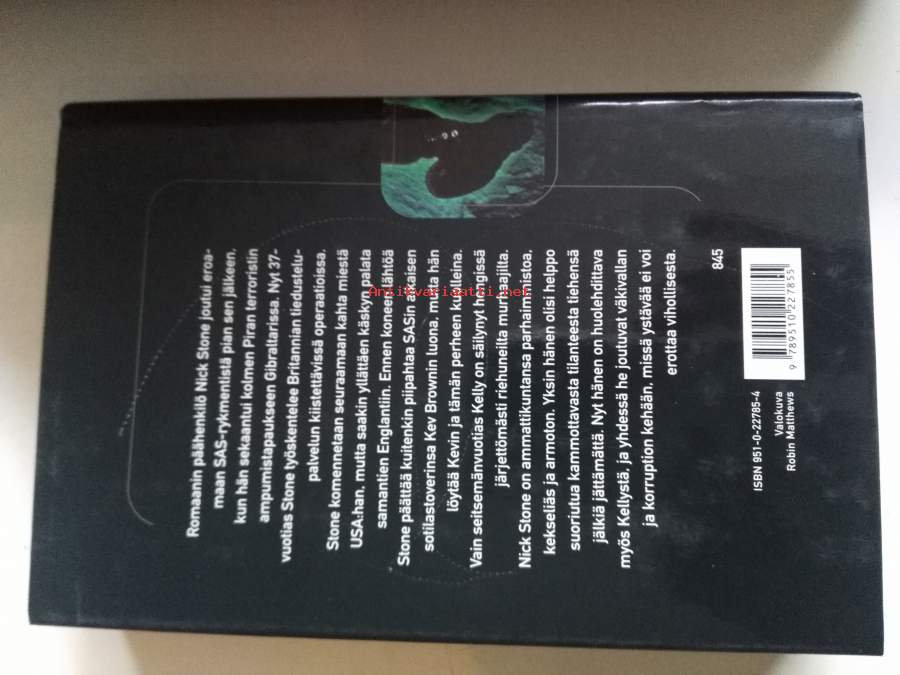 Romaanin päähenkilö Nick Stone joutui eroa-
maan SAS-rykmentistä pian sen jälkeen,
kun hän sekaantui kolmen Piran terroristin
ampumistapaukseen Gibraltarissa. Nyt 37-
vuotias Stone työskentelee Britannian tiedustelu-
palvelun kiistettävissä operaatioissa.
Stone komennetaan seuraamaan kahta miestä
USA:han, mutta saakin yllättäen käskyn palata
samantien Englantiin. Ennen koneen lähtöä
Stone päättää kuitenkin piipahtaa SASin aikaisen
sotilastoverinsa Kev Brownin luona, mutta hän
löytää Kevin ja tämän perheen kuolleina.
Vain seitsemänvuotias Kelly on säilynyt hengissä
järjettömästi riehuneilta murhaajilta.
Nick Stone on ammattikuntansa parhaimmistoa,
kekseliäs ja armoton. Yksin hänen olisi helppo
suoriutua kammottavasta tilanteesta tiehensä
jälkiä jättämättä. Nyt hänen on huolehdittava
myös Kellystä, ja yhdessä he joutuvat väkivallan
ja korruption kehään, missä ystävää ei voi
erottaa vihollisesta.
845
ISBN 951-0-22785-4
9 789510 227855
Valokuva
Robin Matthews
Antikvariaatti.net